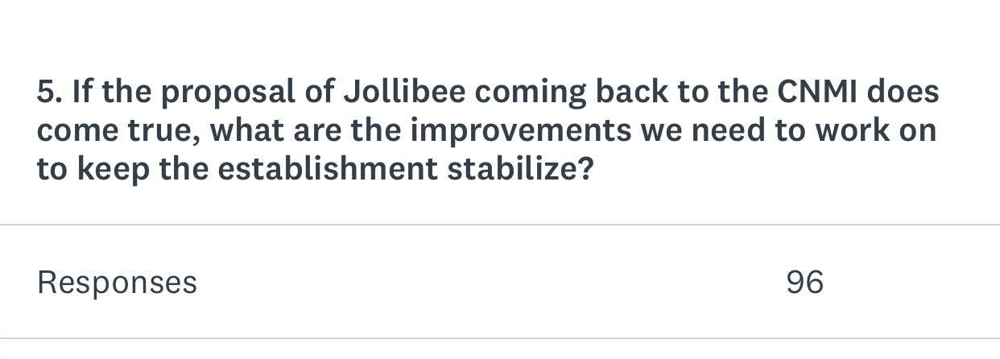 5. If the proposal of Jollibee coming back to the CNMI does
come true, what are the improvements we need to work on
to keep the establishment stabilize?
Responses 96